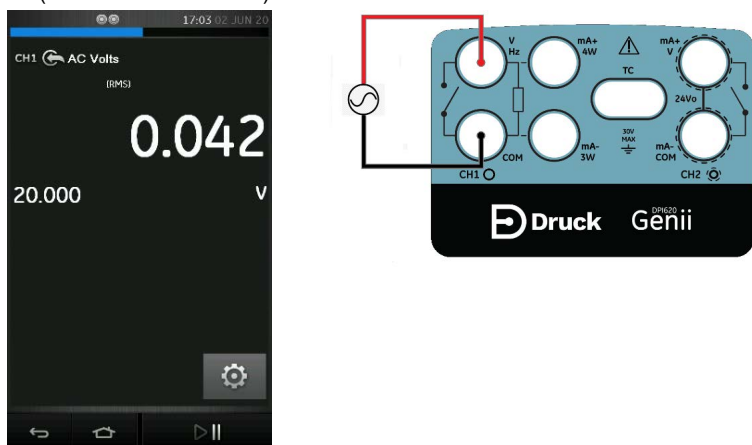 17:03 02 JUN 20
CH1 AC Volts
(RMS)
0.042
20.000 V
V
Hz
mA+
4W
TC
mA+
V
24Vo
COM
mA-
3W
30V
MAX
mA-
COM
CH1
CH2
Druck
DPI620
Genii